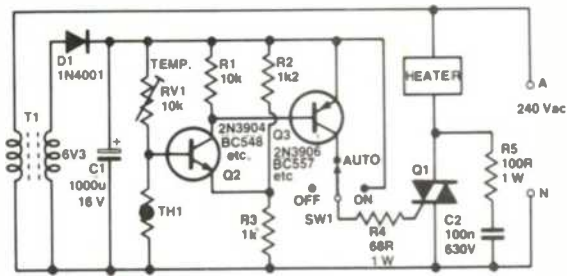 D1
1N4001
T1
6V3
C1
1000u
16 V
+
TEMP.
RV1
10k
TH1
R1
10k
R2
1k2
2N3904
BC548
etc.
Q2
R3
1k
Q3
2N3906
BC557
etc
AUTO
OFF
ON
SW1
R4
68R
1 W
HEATER
Q1
R5
100R
1 W
C2
100n
630V
A
240 Vac
N